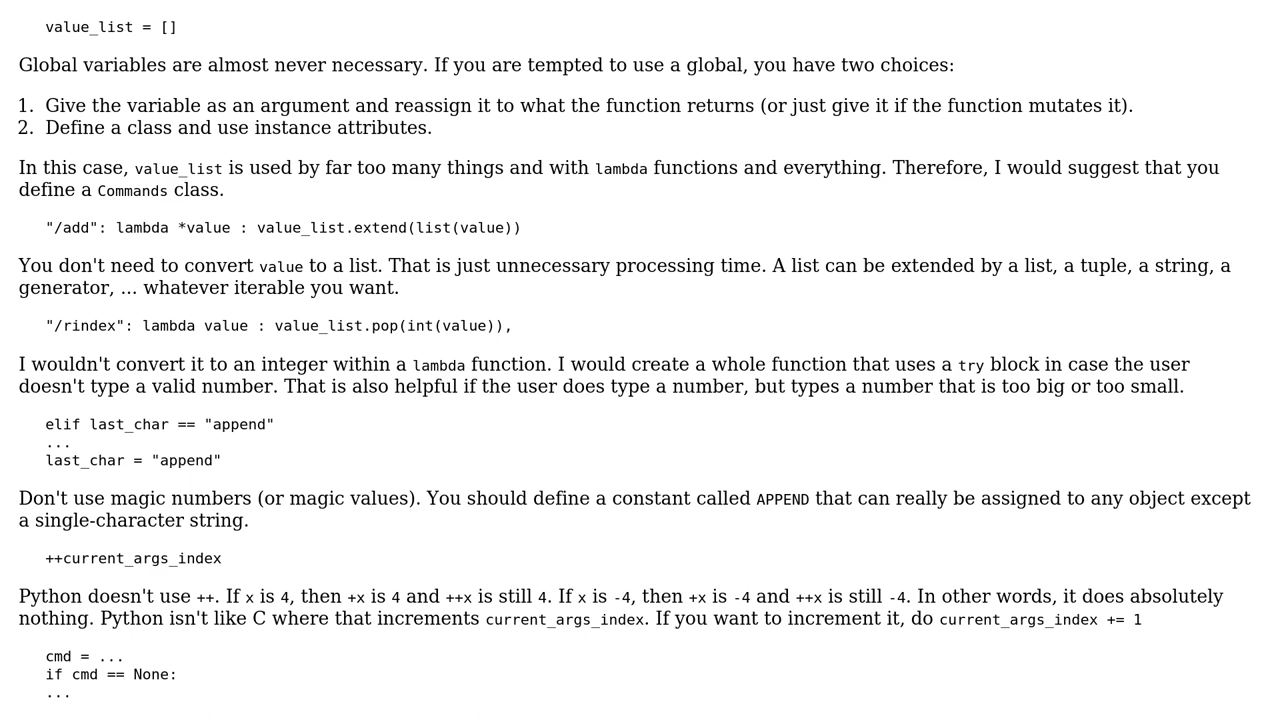 value_list = []
Global variables are almost never necessary. If you are tempted to use a global, you have two choices:
1. Give the variable as an argument and reassign it to what the function returns (or just give it if the function mutates it).
2. Define a class and use instance attributes.
In this case, value_list is used by far too many things and with lambda functions and everything. Therefore, I would suggest that you
define a Commands class.
"/add": lambda *value : value_list.extend(list(value))
You don't need to convert value to a list. That is just unnecessary processing time. A list can be extended by a list, a tuple, a string, a
generator, ... whatever iterable you want.
"/rindex": lambda value : value_list.pop(int(value)),
I wouldn't convert it to an integer within a lambda function. I would create a whole function that uses a try block in case the user
doesn't type a valid number. That is also helpful if the user does type a number, but types a number that is too big or too small.
elif last_char == "append"
...
last_char = "append"
Don't use magic numbers (or magic values). You should define a constant called APPEND that can really be assigned to any object except
a single-character string.
++current_args_index
Python doesn't use ++. If x is 4, then +x is 4 and ++x is still 4. If x is -4, then +x is -4 and ++x is still -4. In other words, it does absolutely
nothing. Python isn't like C where that increments current_args_index. If you want to increment it, do current_args_index += 1
cmd = ...
if cmd == None:
...